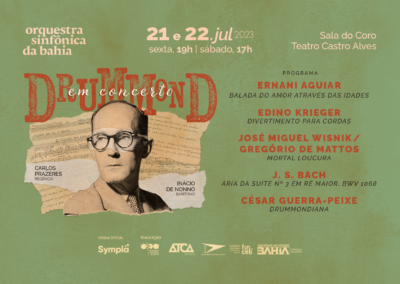 orquestra
sinfônica
da bahia
21 e 22.jul 2023
sexta, 19h | sábado, 17h
Sala do Coro
Teatro Castro Alves
DRUMMOND
em concerto
CARLOS
PRAZERES
REGÊNCIA
INÁCIO
DE NONNO
BARÍTONO
PROGRAMA
ERNANI AGUIAR
BALADA DO AMOR ATRAVÉS DAS IDADES
EDINO KRIEGER
DIVERTIMENTO PARA CORDAS
JOSÉ MIGUEL WISNIK/
GREGÓRIO DE MATTOS
MORTAL LOUCURA
J. S. BACH
ÁRIA DA SUITE Nº 3 EM RÉ MAIOR, BWV 1068
CÉSAR GUERRA-PEIXE
DRUMMONDIANA
Sympla
ATCA
BAHIA